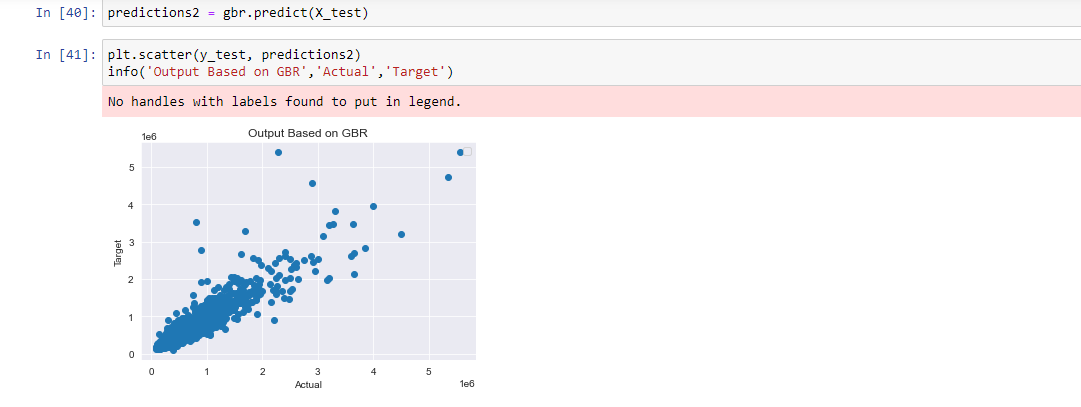 In [40]: predictions2 = gbr.predict(X_test)
In [41]: plt.scatter(y_test, predictions2)
info('Output Based on GBR','Actual','Target')
No handles with labels found to put in legend.
1e6
Output Based on GBR
5
4
3
2
1
0
Target
0 1 2 3 4 5
Actual
1e6